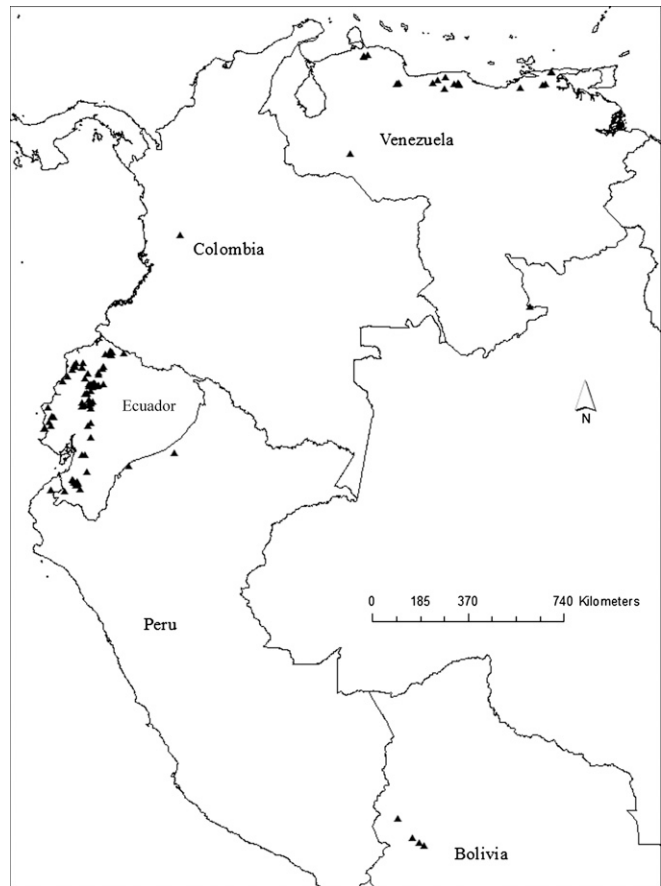 Venezuela
Colombia
Ecuador
N
0 185 370 740 Kilometers
Peru
Bolivia